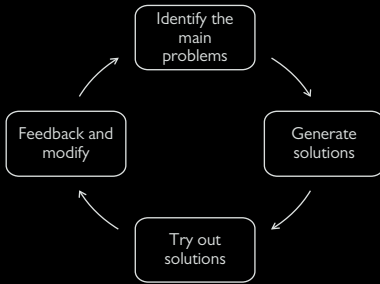 Identify the
main
problems
Generate
solutions
Try out
solutions
Feedback and
modify